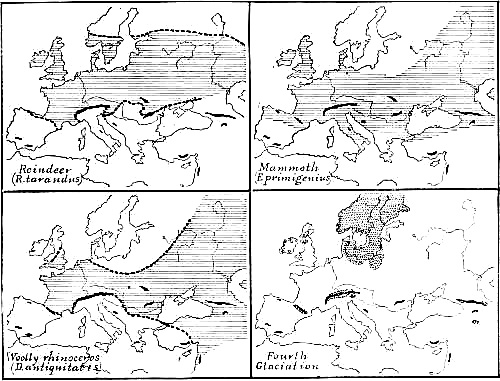 Reindeer
(R.tarandus)
Mammoth
E.primigenius
Woolly rhinoceros
(D.antiquitatis)
Fourth
Glaciation